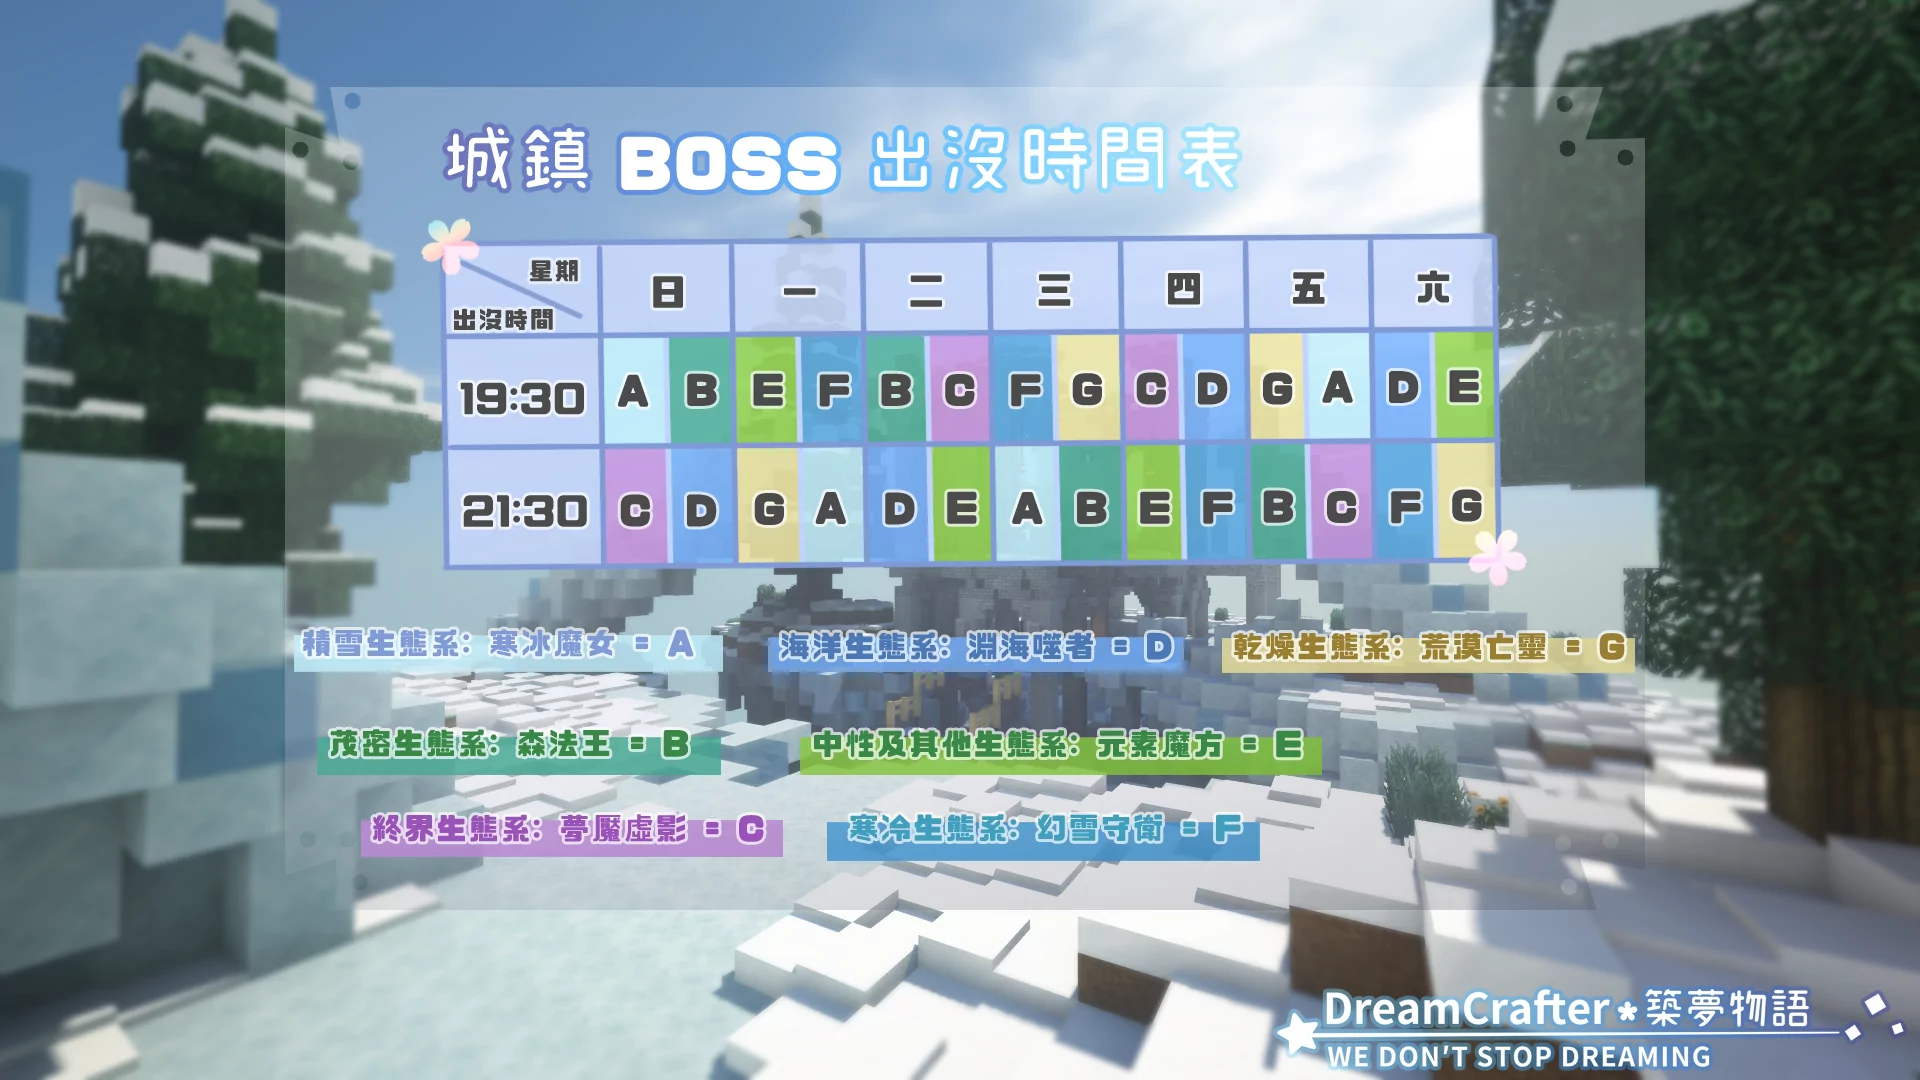 城鎮 BOSS 出沒時間表
星期 日 一 二 三 四 五 六
出沒時間
19:30 A B E F B C F G C D G A D E
21:30 C D G A D E A B E F B C F G
積雪生態系: 寒冰魔女 = A
海洋生態系: 淵海噬者 = D
乾燥生態系: 荒漠亡靈 = G
茂密生態系: 森法王 = B
中性及其他生態系: 元素魔方 = E
終界生態系: 夢魘虛影 = C
寒冷生態系: 幻雪守衛 = F
DreamCrafter*築夢物語
WE DON'T STOP DREAMING